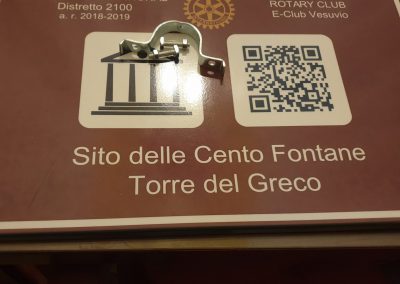 Distretto 2100
a. r. 2018-2019
ROTARY CLUB
E-Club Vesuvio
Sito delle Cento Fontane
Torre del Greco